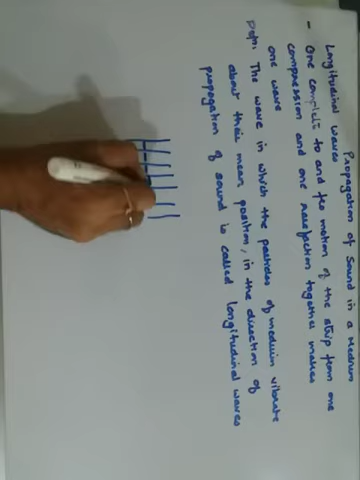 Propagation of Sound in a Medium
Longitudinal waves
- One complete to and fro motion of the strip from one
compression and one rarefaction together makes
one wave
Defn: The wave in which the particles of medium vibrate
about their mean position, in the direction of
propagation of sound is called longitudinal waves